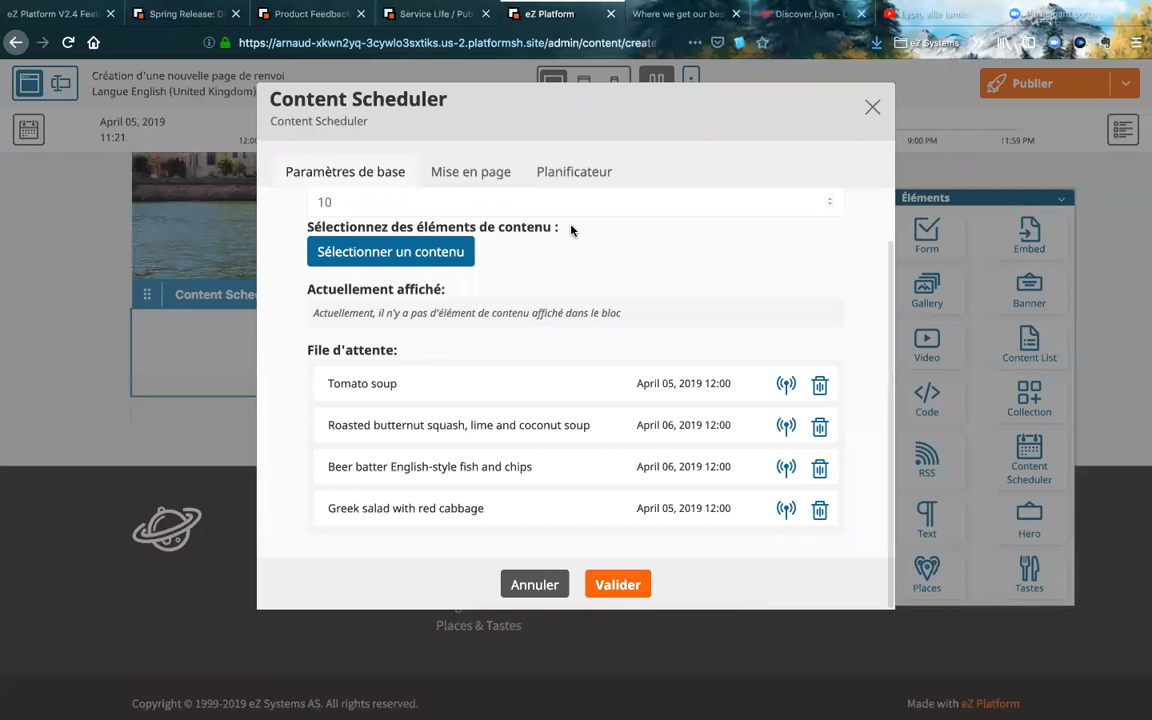 eZ Platform V2.4 Feat
Spring Release: D
Product Feedback
Service Life / Pub
eZ Platform
Where we get our be
Discover Lyon -
Lyon, ville lumiè
https://arnaud-xkwn2yq-3cywlo3sxtiks.us-2.platformsh.site/admin/content/create
eZ Systems
Création d'une nouvelle page de renvoi
Langue English (United Kingdom)
Publier
April 05, 2019
11:21
12:0
9:00 PM
11:59 PM
Content Scheduler
Content Scheduler
Paramètres de base
Mise en page
Planificateur
10
Sélectionnez des éléments de contenu :
Sélectionner un contenu
Actuellement affiché:
Actuellement, il n'y a pas d'élément de contenu affiché dans le bloc
File d'attente:
Tomato soup April 05, 2019 12:00
Roasted butternut squash, lime and coconut soup April 06, 2019 12:00
Beer batter English-style fish and chips April 06, 2019 12:00
Greek salad with red cabbage April 05, 2019 12:00
Annuler
Valider
Content Sche
Éléments
Form
Embed
Gallery
Banner
Video
Content List
Code
Collection
RSS
Content
Scheduler
Text
Hero
Places
Tastes
Places & Tastes
Copyright © 1999-2019 eZ Systems AS. All rights reserved.
Made with eZ Platform